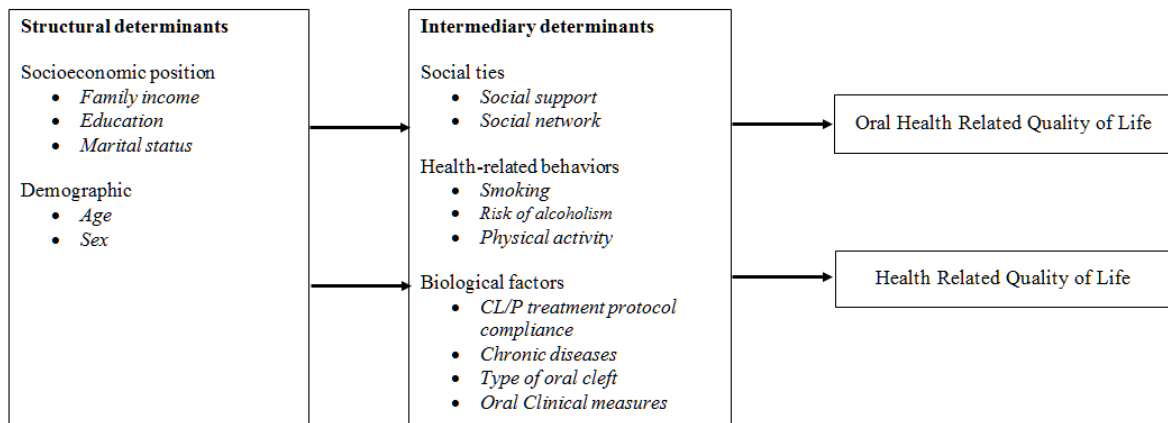 Structural determinants
Socioeconomic position
• Family income
• Education
• Marital status
Demographic
• Age
• Sex
Intermediary determinants
Social ties
• Social support
• Social network
Health-related behaviors
• Smoking
• Risk of alcoholism
• Physical activity
Biological factors
• CL/P treatment protocol
compliance
• Chronic diseases
• Type of oral cleft
• Oral Clinical measures
Oral Health Related Quality of Life
Health Related Quality of Life